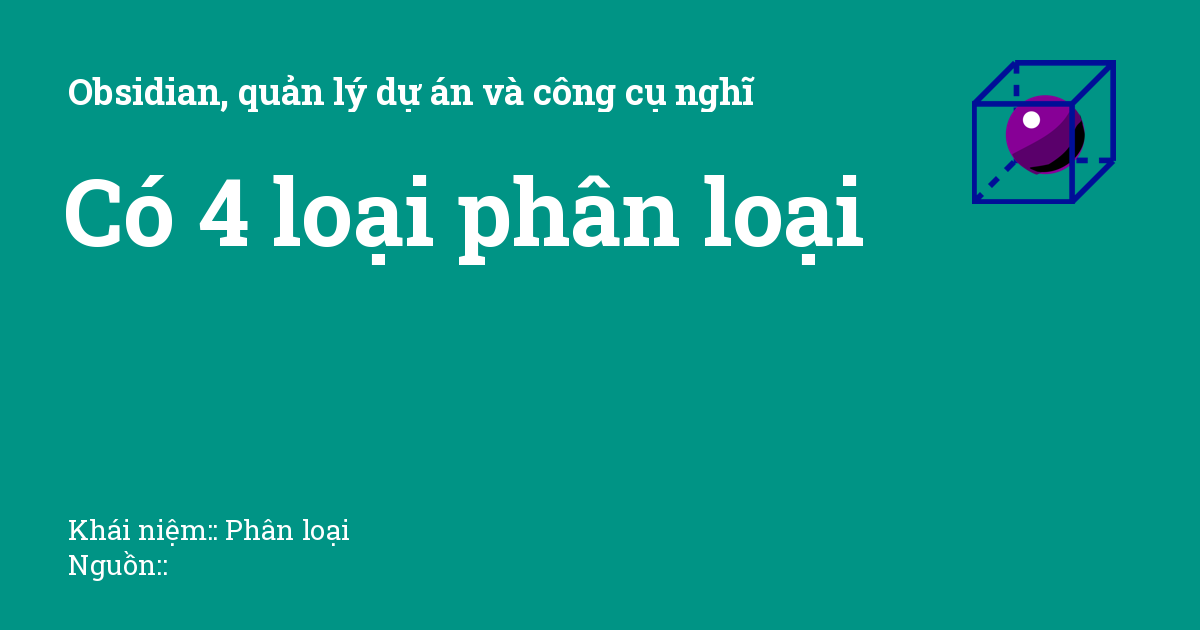 Obsidian, quản lý dự án và công cụ nghĩ
Có 4 loại phân loại
Khái niệm:: Phân loại
Nguồn::